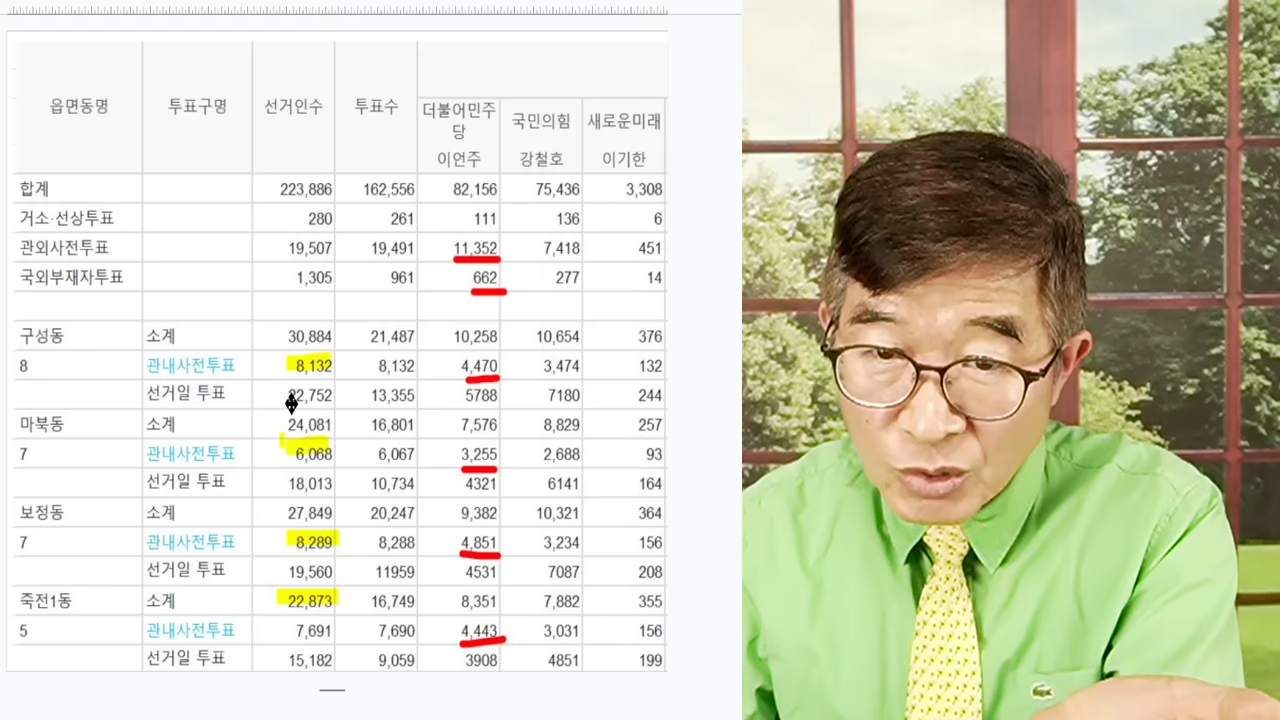 읍면동명 투표구명 선거인수 투표수 더불어민주 국민의힘 새로운미래
당
이언주 강철호 이기한
합계 223,886 162,556 82,156 75,436 3,308
거소·선상투표 280 261 111 136 6
관외사전투표 19,507 19,491 11,352 7,418 451
국외부재자투표 1,305 961 662 277 14
구성동 소계 30,884 21,487 10,258 10,654 376
8 관내사전투표 8,132 8,132 4,470 3,474 132
선거일 투표 22,752 13,355 5788 7180 244
마북동 소계 24,081 16,801 7,576 8,829 257
7 관내사전투표 6,068 6,067 3,255 2,688 93
선거일 투표 18,013 10,734 4321 6141 164
보정동 소계 27,849 20,247 9,382 10,321 364
7 관내사전투표 8,289 8,288 4,851 3,234 156
선거일 투표 19,560 11959 4531 7087 208
죽전1동 소계 22,873 16,749 8,351 7,882 355
5 관내사전투표 7,691 7,690 4,443 3,031 156
선거일 투표 15,182 9,059 3908 4851 199